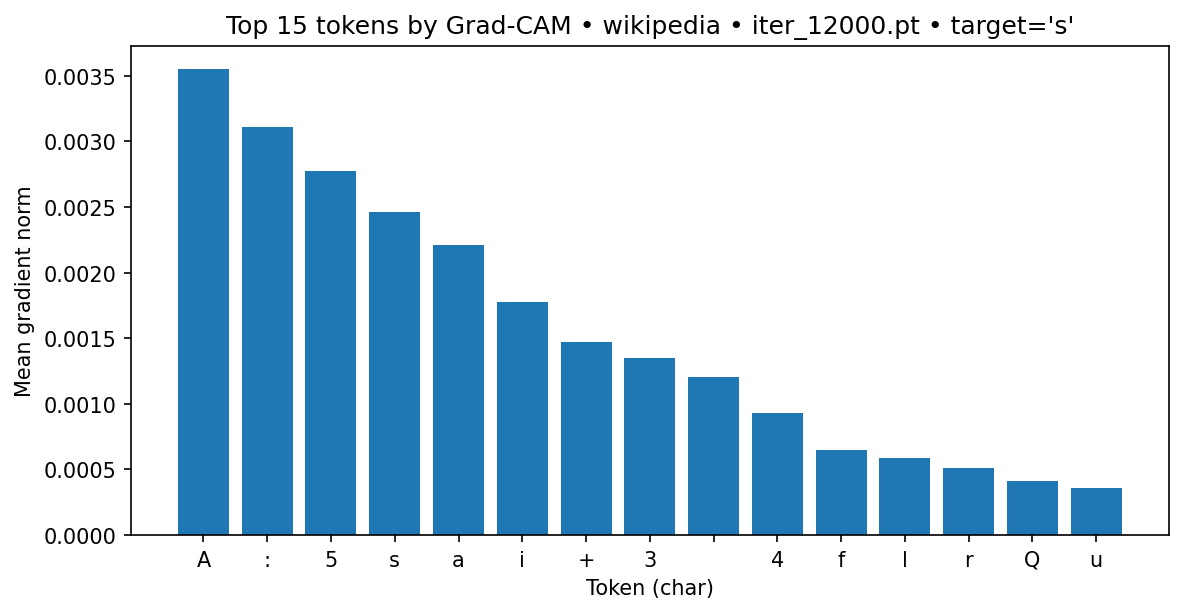 Top 15 tokens by Grad-CAM • wikipedia • iter_12000.pt • target='s'
Mean gradient norm
0.0035
0.0030
0.0025
0.0020
0.0015
0.0010
0.0005
0.0000
A : 5 s a i + 3 4 f l r Q u
Token (char)